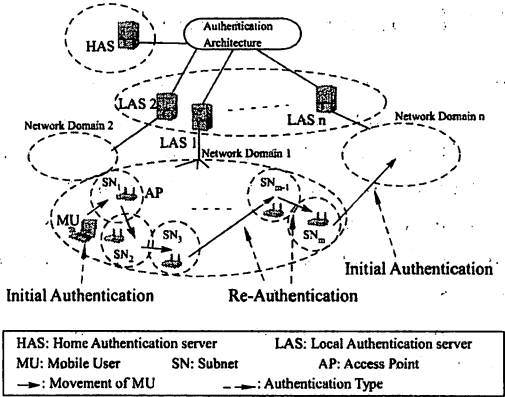 Authentication
Architecture
HAS
LAS 2
LAS 1
LAS n
Network Domain 2
Network Domain 1
Network Domain n
SN1
AP
MU
SN2
SN3
SNm-1
SNm
Initial Authentication
Re-Authentication
Initial Authentication
HAS: Home Authentication server LAS: Local Authentication server
MU: Mobile User SN: Subnet AP: Access Point
: Movement of MU : Authentication Type